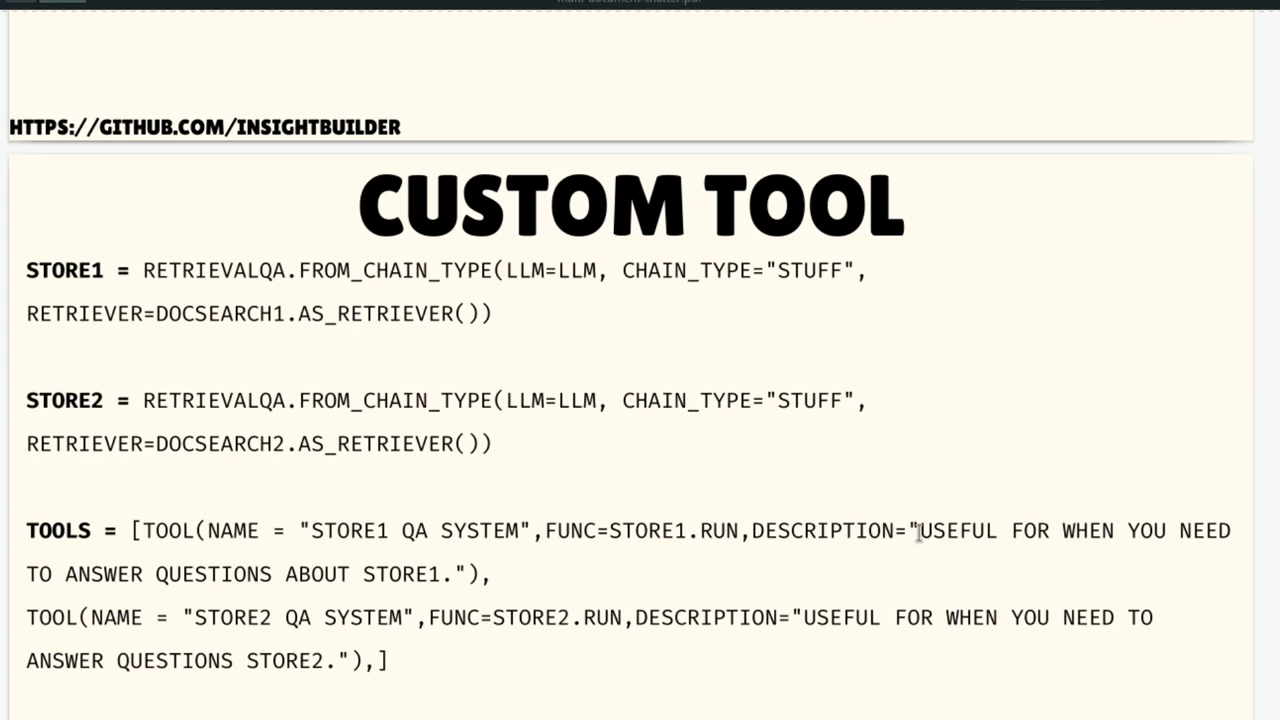 HTTPS://GITHUB.COM/INSIGHTBUILDER
CUSTOM TOOL
STORE1 = RETRIEVALQA.FROM_CHAIN_TYPE(LLM=LLM, CHAIN_TYPE="STUFF",
RETRIEVER=DOCSEARCH1.AS_RETRIEVER())
STORE2 = RETRIEVALQA.FROM_CHAIN_TYPE(LLM=LLM, CHAIN_TYPE="STUFF",
RETRIEVER=DOCSEARCH2.AS_RETRIEVER())
TOOLS = [TOOL(NAME = "STORE1 QA SYSTEM",FUNC=STORE1.RUN,DESCRIPTION="USEFUL FOR WHEN YOU NEED
TO ANSWER QUESTIONS ABOUT STORE1."),
TOOL(NAME = "STORE2 QA SYSTEM",FUNC=STORE2.RUN,DESCRIPTION="USEFUL FOR WHEN YOU NEED TO
ANSWER QUESTIONS STORE2."),]